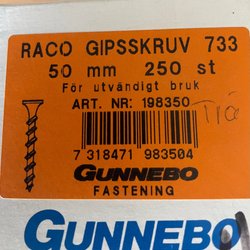 RACO GIPSSKRUV 733
50 mm 250 st
För utvändigt bruk
ART. NR: 198350
7 318471 983504
GUNNEBO
FASTENING
GUNNEBO